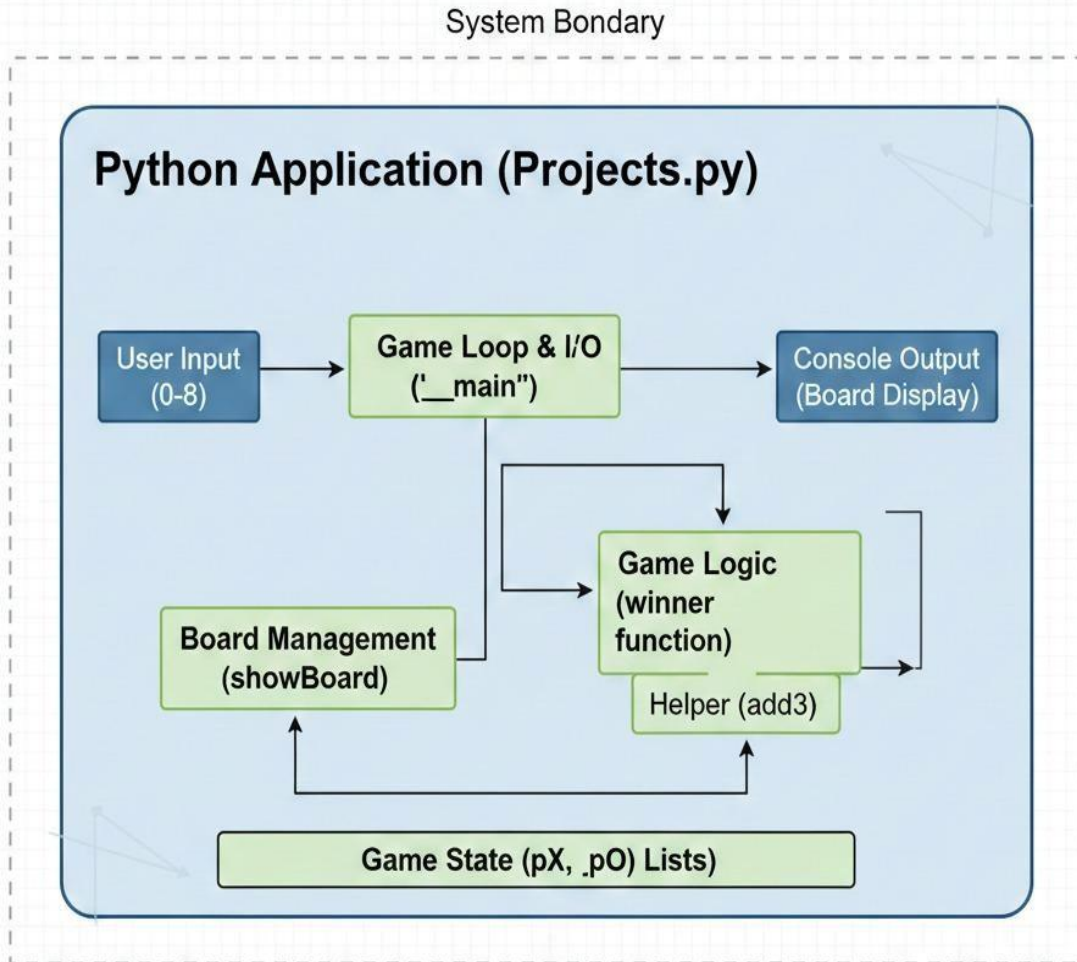 System Bondary
Python Application (Projects.py)
User Input
(0-8)
Game Loop & I/O
('__main")
Console Output
(Board Display)
Game Logic
(winner
function)
Board Management
(showBoard)
Helper (add3)
Game State (pX, .pO) Lists)